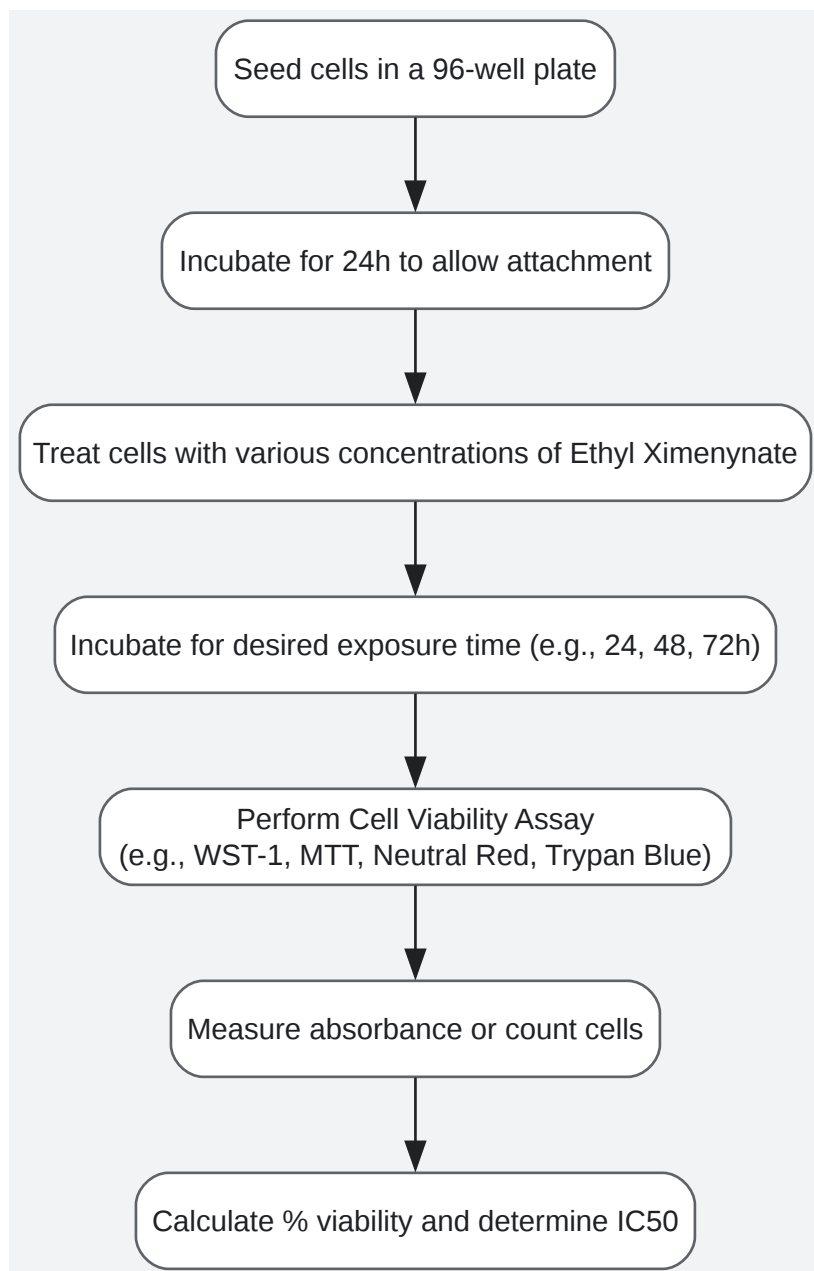 Seed cells in a 96-well plate
Incubate for 24h to allow attachment
Treat cells with various concentrations of Ethyl Ximenynate
Incubate for desired exposure time (e.g., 24, 48, 72h)
Perform Cell Viability Assay
(e.g., WST-1, MTT, Neutral Red, Trypan Blue)
Measure absorbance or count cells
Calculate % viability and determine IC50